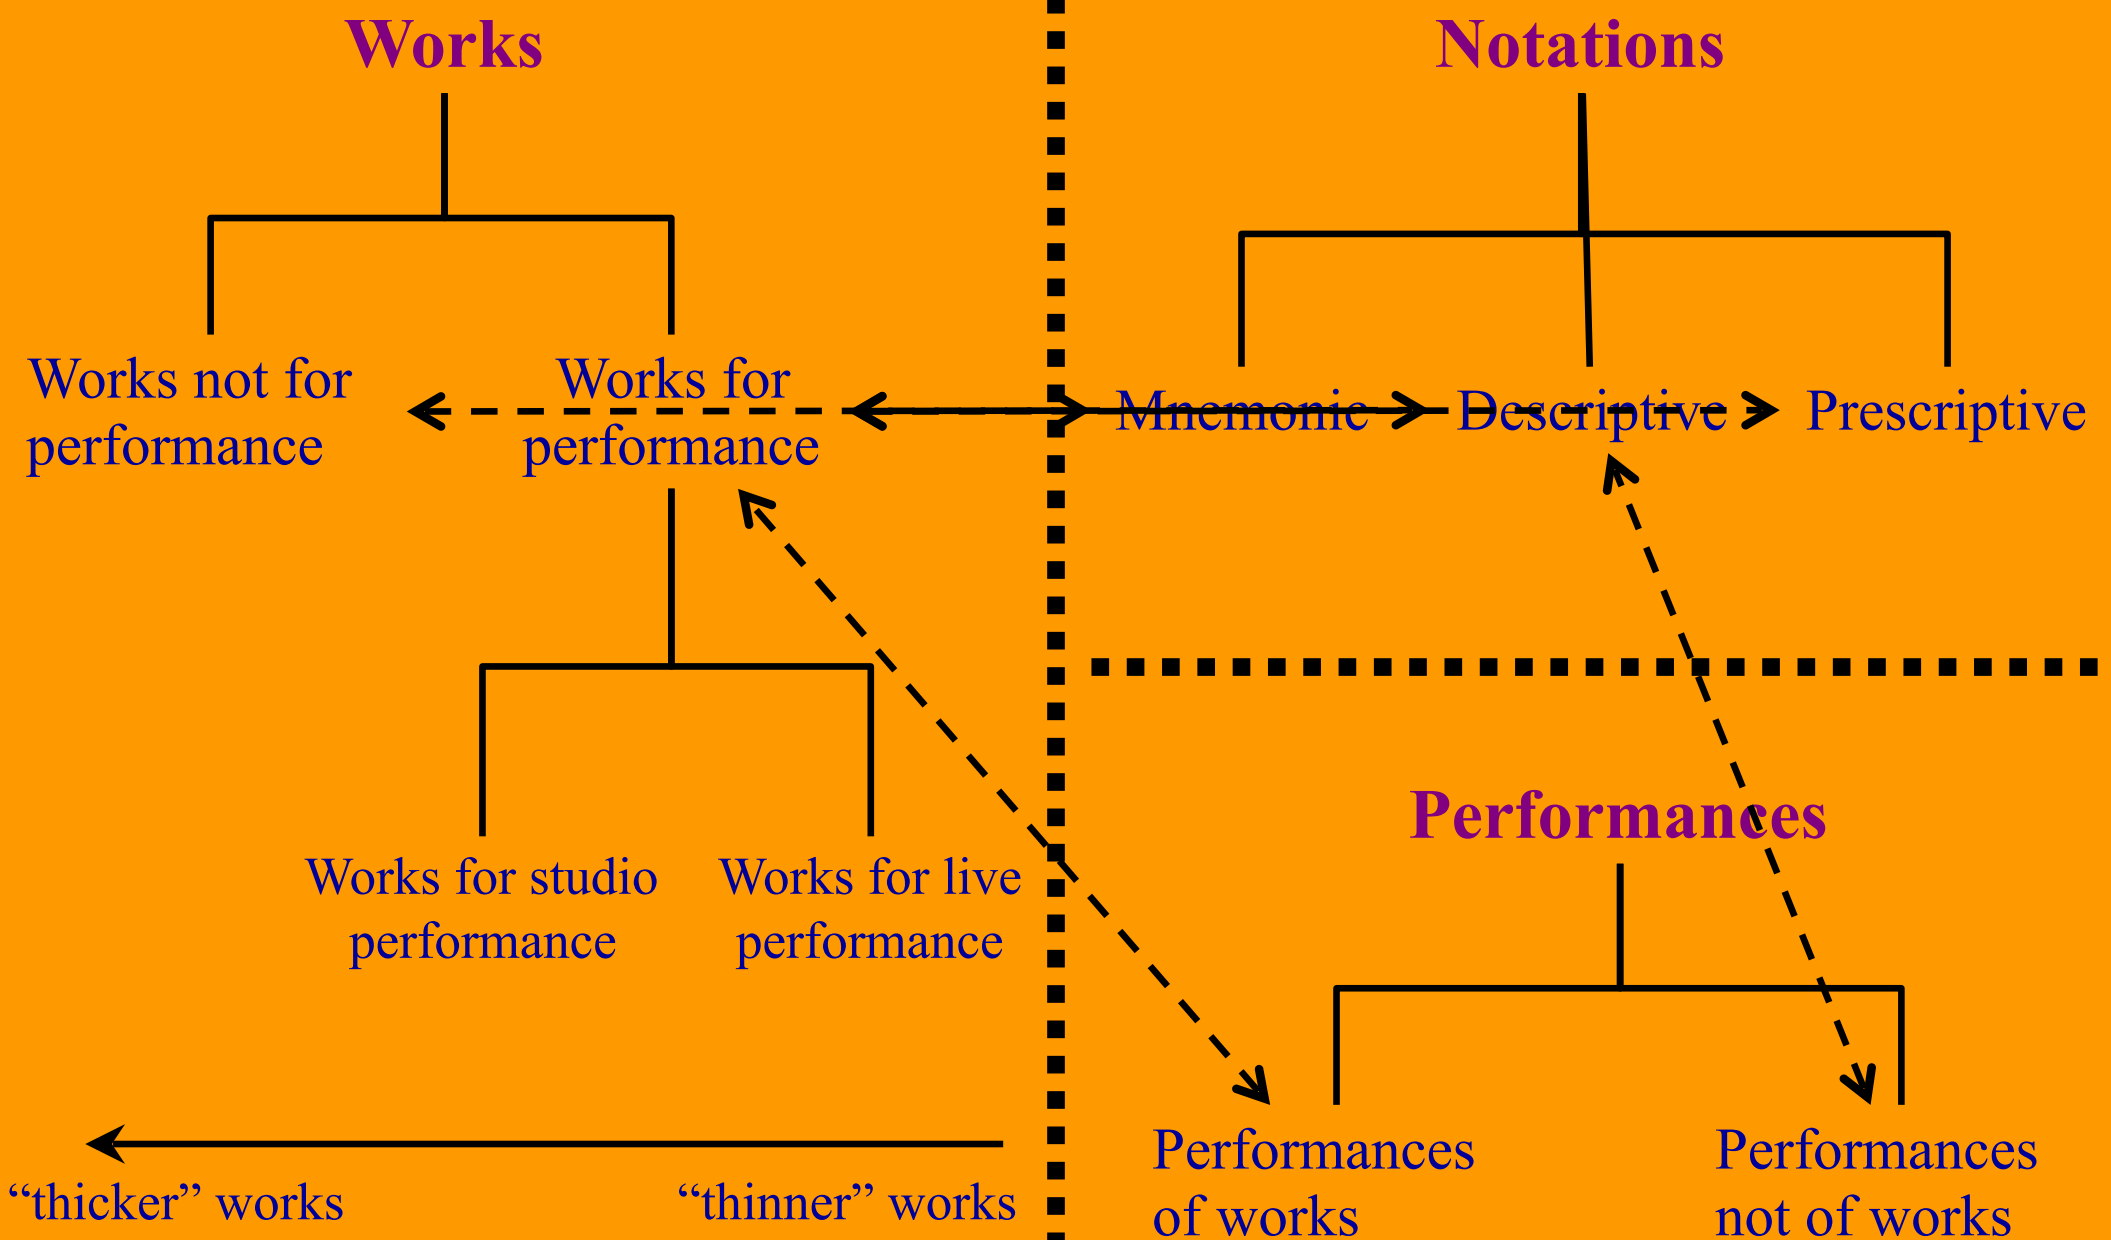 Works
Works not for
performance
Works for
performance
Works for studio
performance
Works for live
performance
“thicker” works
“thinner” works
Notations
Mnemonic
Descriptive
Prescriptive
Performances
Performances
of works
Performances
not of works